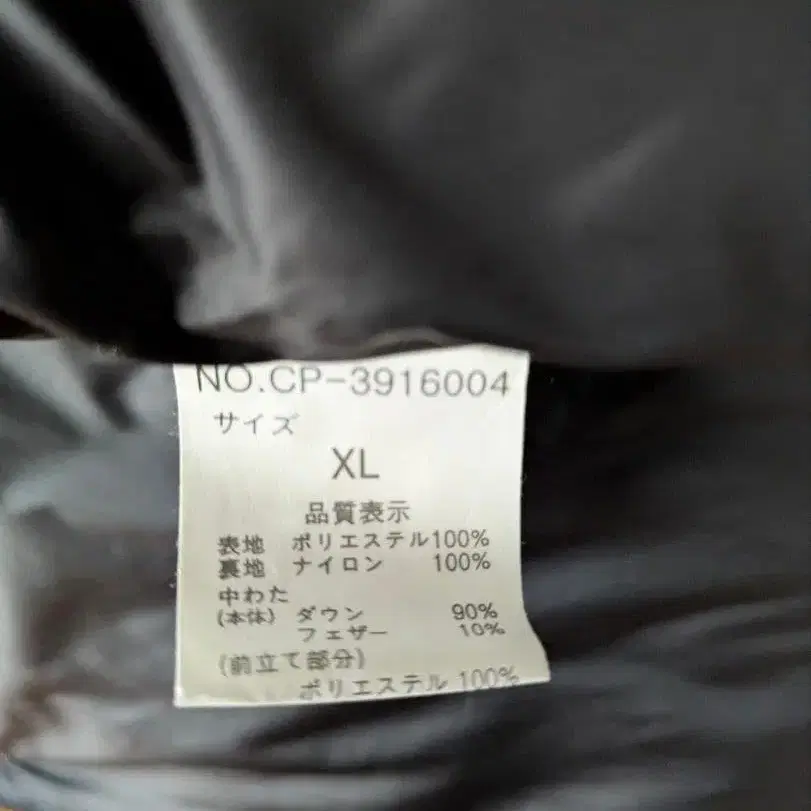 NO.CP-3916004
サイズ
XL
品質表示
表地 ポリエステル100%
裏地 ナイロン 100%
中わた
(本体) ダウン 90%
フェザー 10%
(前立て部分)
ポリエステル 100%